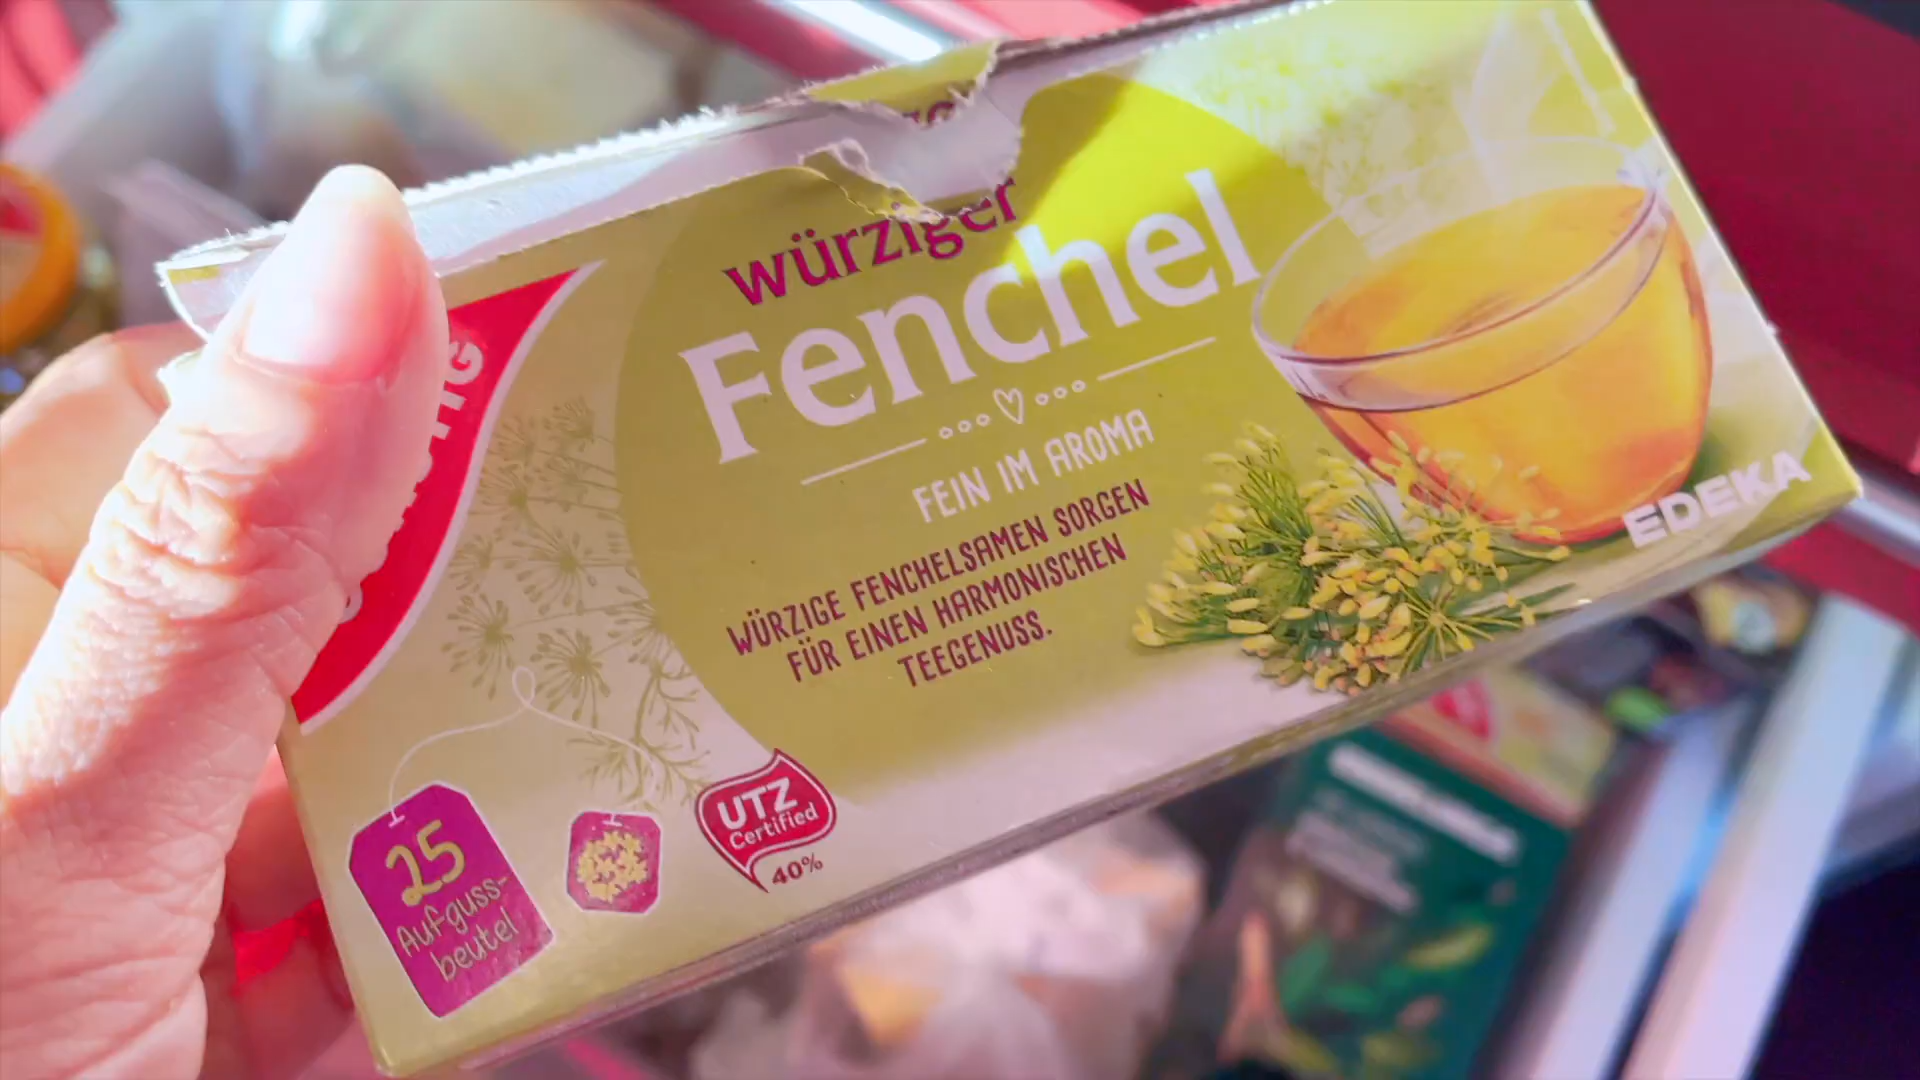 würziger
Fenchel
FEIN IM AROMA
WÜRZIGE FENCHELSAMEN SORGEN
FÜR EINEN HARMONISCHEN
TEEGENUSS.
EDEKA
25
Aufguss-
beutel
UTZ
Certified
40%